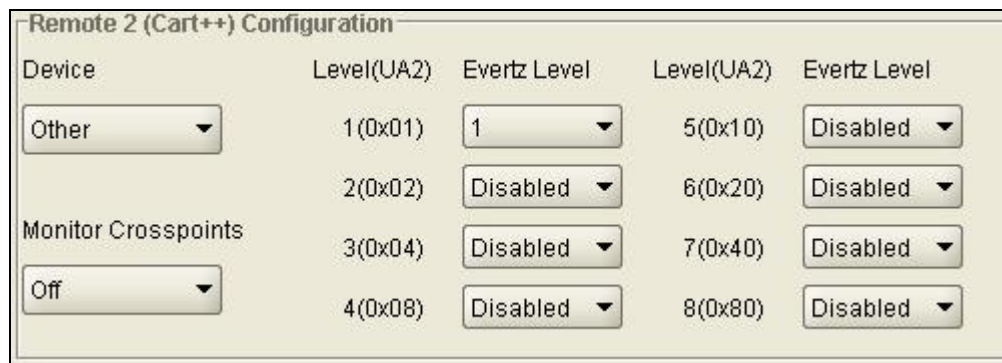 Remote 2 (Cart++) Configuration
Device Level(UA2) Evertz Level Level(UA2) Evertz Level
Other 1(0x01) 1 5(0x10) Disabled
2(0x02) Disabled 6(0x20) Disabled
Monitor Crosspoints 3(0x04) Disabled 7(0x40) Disabled
Off 4(0x08) Disabled 8(0x80) Disabled